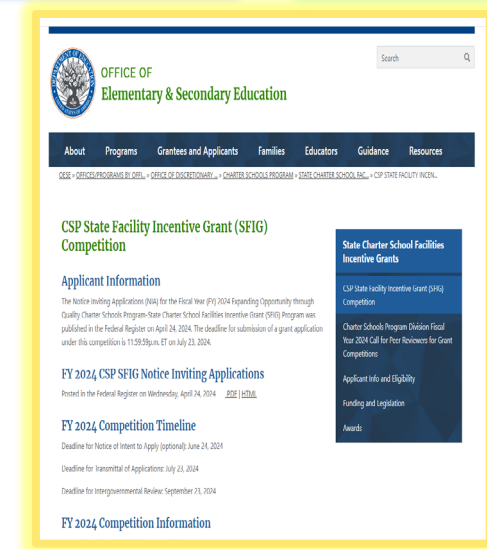 OFFICE OF
Elementary & Secondary Education
Search
About Programs Grantees and Applicants Families Educators Guidance Resources
OESE » OFFICES/PROGRAMS BY OFFI... » OFFICE OF DISCRETIONARY ... » CHARTER SCHOOLS PROGRAM » STATE CHARTER SCHOOL FAC... » CSP STATE FACILITY INCEN...
CSP State Facility Incentive Grant (SFIG)
Competition
Applicant Information
The Notice Inviting Applications (NIA) for the Fiscal Year (FY) 2024 Expanding Opportunity through
Quality Charter Schools Program-State Charter School Facilities Incentive Grant (SFIG) Program was
published in the Federal Register on April 24, 2024. The deadline for submission of a grant application
under this competition is 11:59:59p.m. ET on July 23, 2024.
FY 2024 CSP SFIG Notice Inviting Applications
Posted in the Federal Register on Wednesday, April 24, 2024 PDF | HTML
FY 2024 Competition Timeline
Deadline for Notice of Intent to Apply (optional): June 24, 2024
Deadline for Transmittal of Applications: July 23, 2024
Deadline for Intergovernmental Review: September 23, 2024
FY 2024 Competition Information
State Charter School Facilities
Incentive Grants
CSP State Facility Incentive Grant (SFIG)
Competition
Charter Schools Program Division Fiscal
Year 2024 Call for Peer Reviewers for Grant
Competitions
Applicant Info and Eligibility
Funding and Legislation
Awards